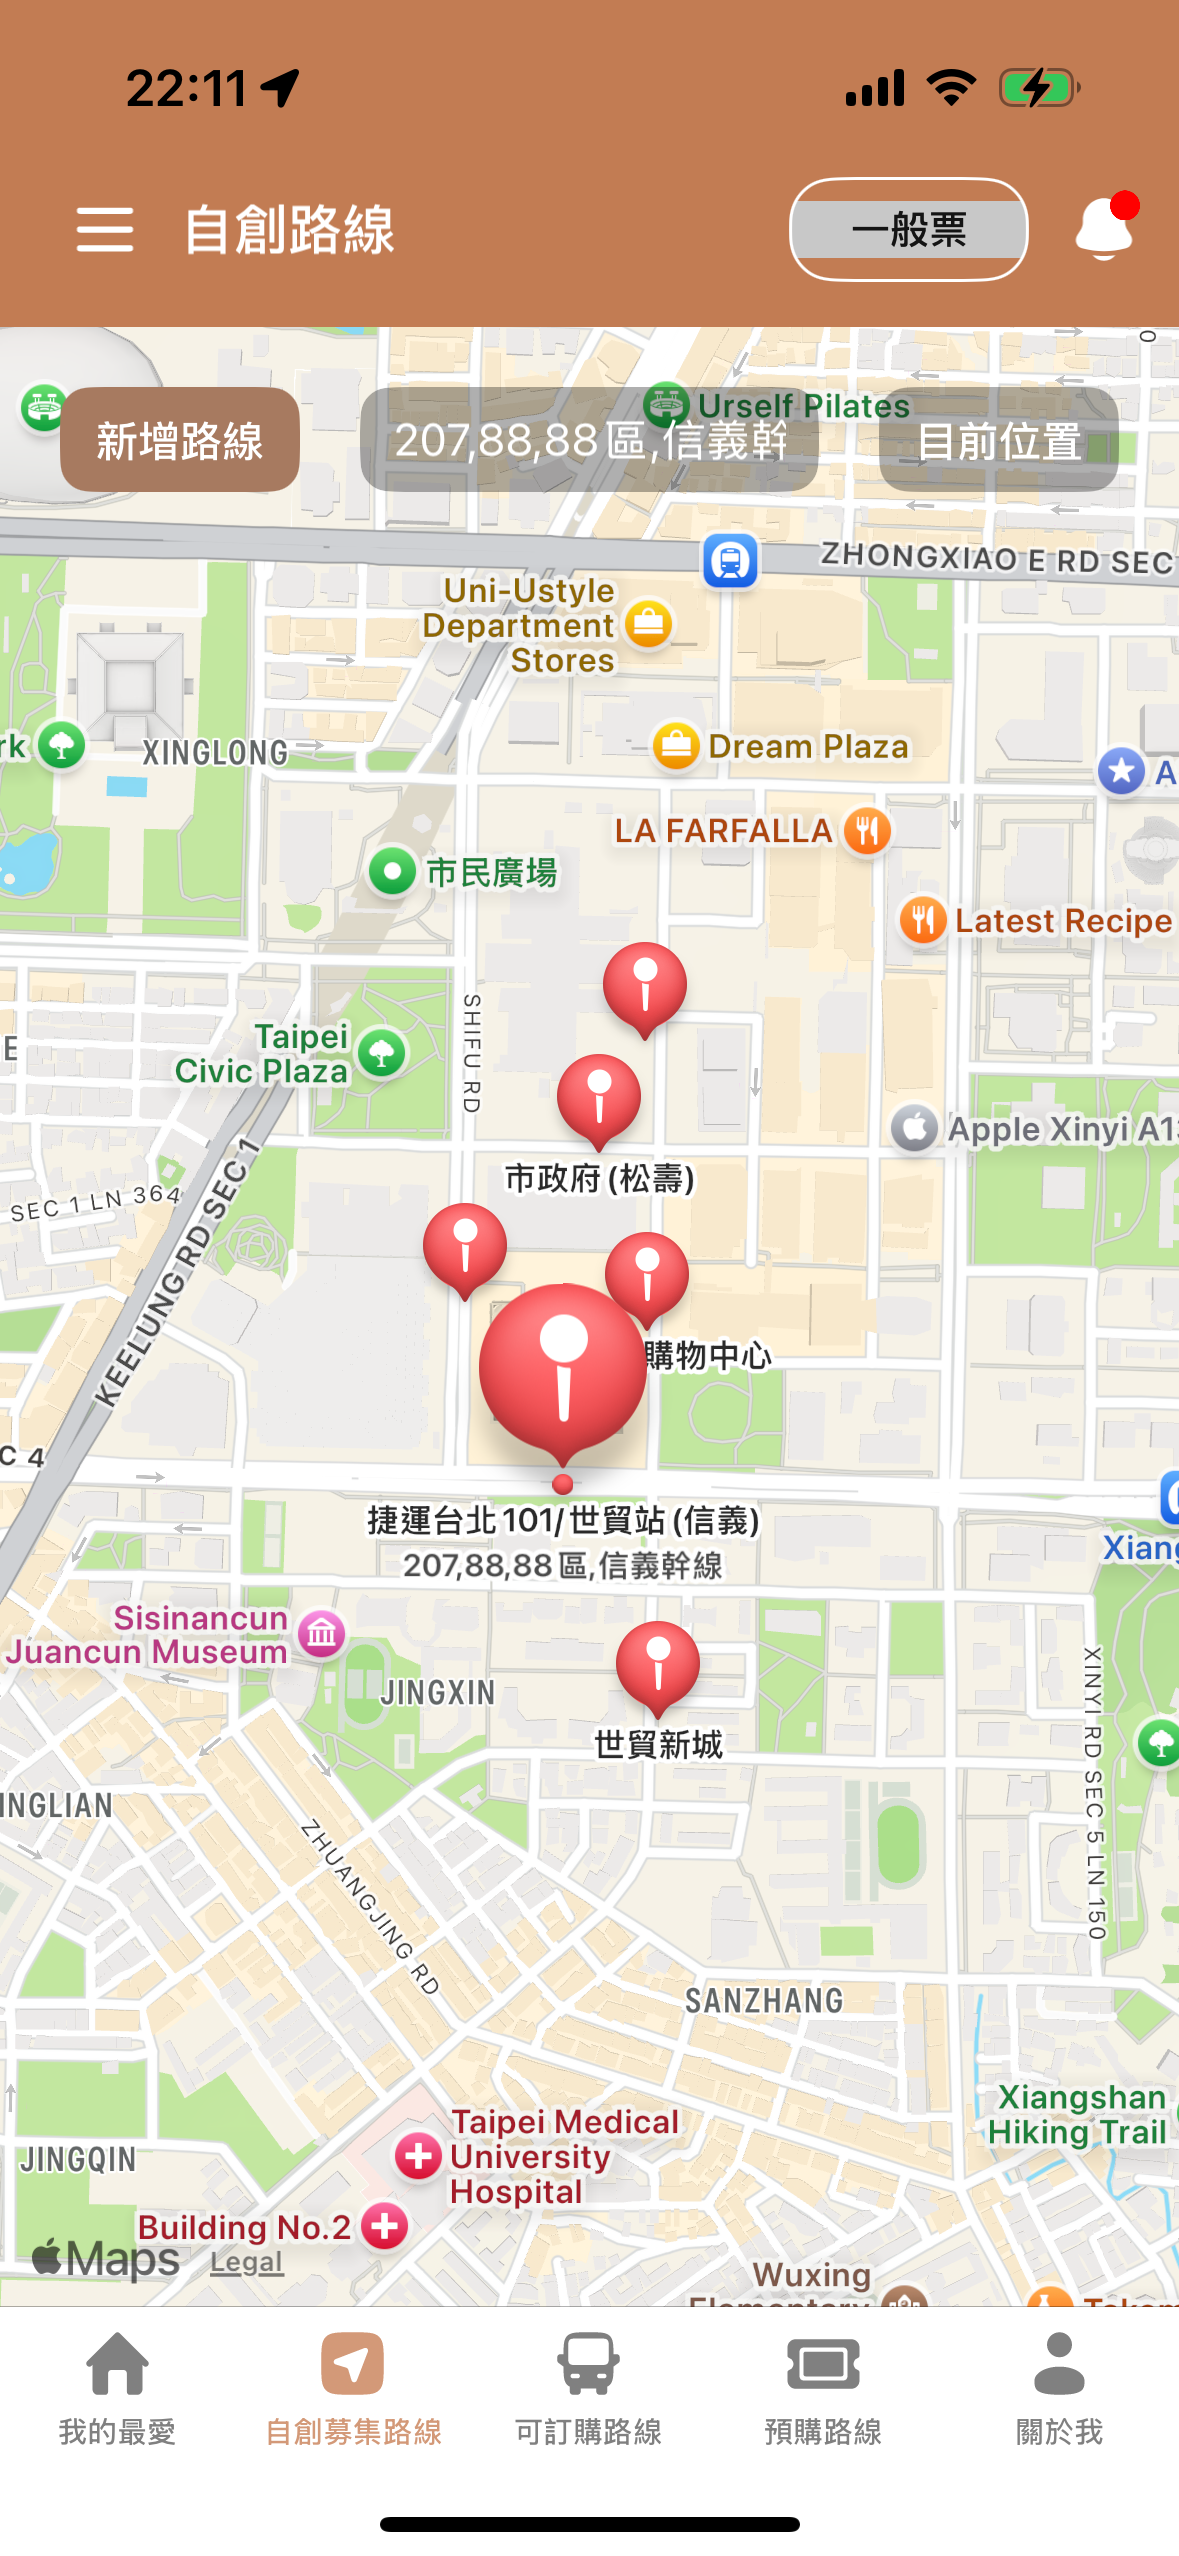 22:11
自創路線
一般票
新增路線
207,88,88區,信義幹
目前位置
Urself Pilates
ZHONGXIAO E RD SEC
Uni-Ustyle
Department
Stores
rk
XINGLONG
Dream Plaza
A
LA FARFALLA
市民廣場
Latest Recipe
SHIFU RD
Taipei
Civic Plaza
E
Apple Xinyi A13
市政府(松壽)
SEC 1 LN 364
KEELUNG RD SEC 1
購物中心
C 4
捷運台北101/世貿站(信義)
207,88,88區,信義幹線
Xiang
Sisinancun
Juancun Museum
JINGXIN
世貿新城
XINYI RD SEC 5 LN 150
INGLIAN
ZHUANGJING RD
SANZHANG
Xiangshan
Hiking Trail
JINGQIN
Taipei Medical
University
Hospital
Building No.2
Maps
Legal
Wuxing
Elementary
我的最愛
自創募集路線
可訂購路線
預購路線
關於我